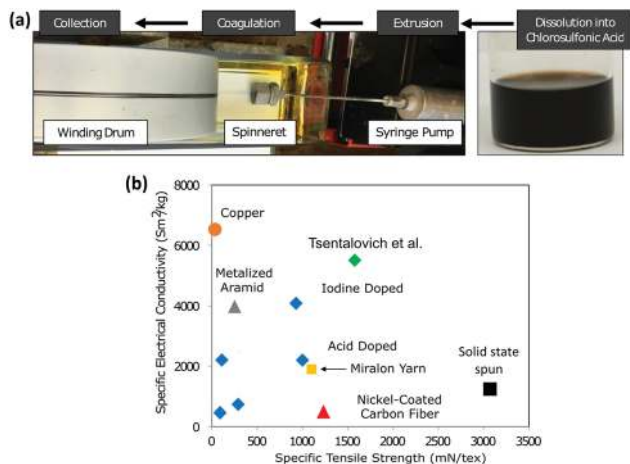 (a)
Collection
Coagulation
Extrusion
Dissolution into
Chlorosulfonic Acid
Winding Drum
Spinneret
Syringe Pump
(b)
Specific Electrical Conductivity (Sm²/kg)
8000
6000
4000
2000
0
Copper
Tsentalovich et al.
Metalized
Aramid
Iodine Doped
Acid Doped
Miralon Yarn
Solid state
spun
Nickel-Coated
Carbon Fiber
0 500 1000 1500 2000 2500 3000 3500
Specific Tensile Strength (mN/tex)